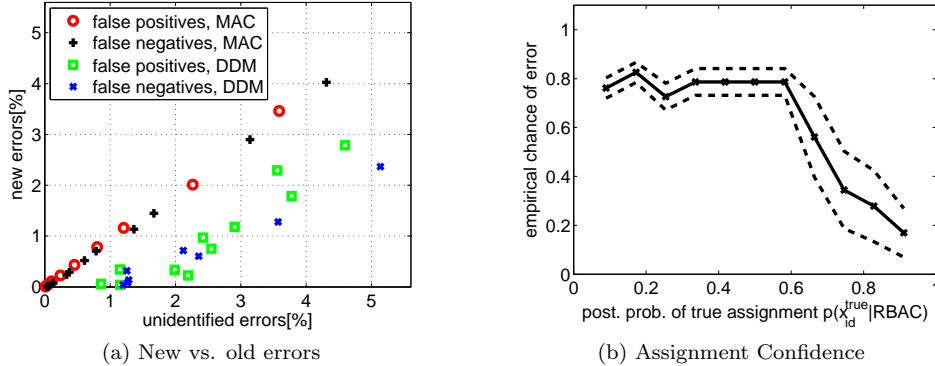 false positives, MAC
false negatives, MAC
false positives, DDM
false negatives, DDM
new errors[%]
5
4
3
2
1
0
0 1 2 3 4 5
unidentified errors[%]
(a) New vs. old errors
empirical chance of error
1
0.8
0.6
0.4
0.2
0
0 0.2 0.4 0.6 0.8 1
post. prob. of true assignment p(x_id^true|RBAC)
(b) Assignment Confidence